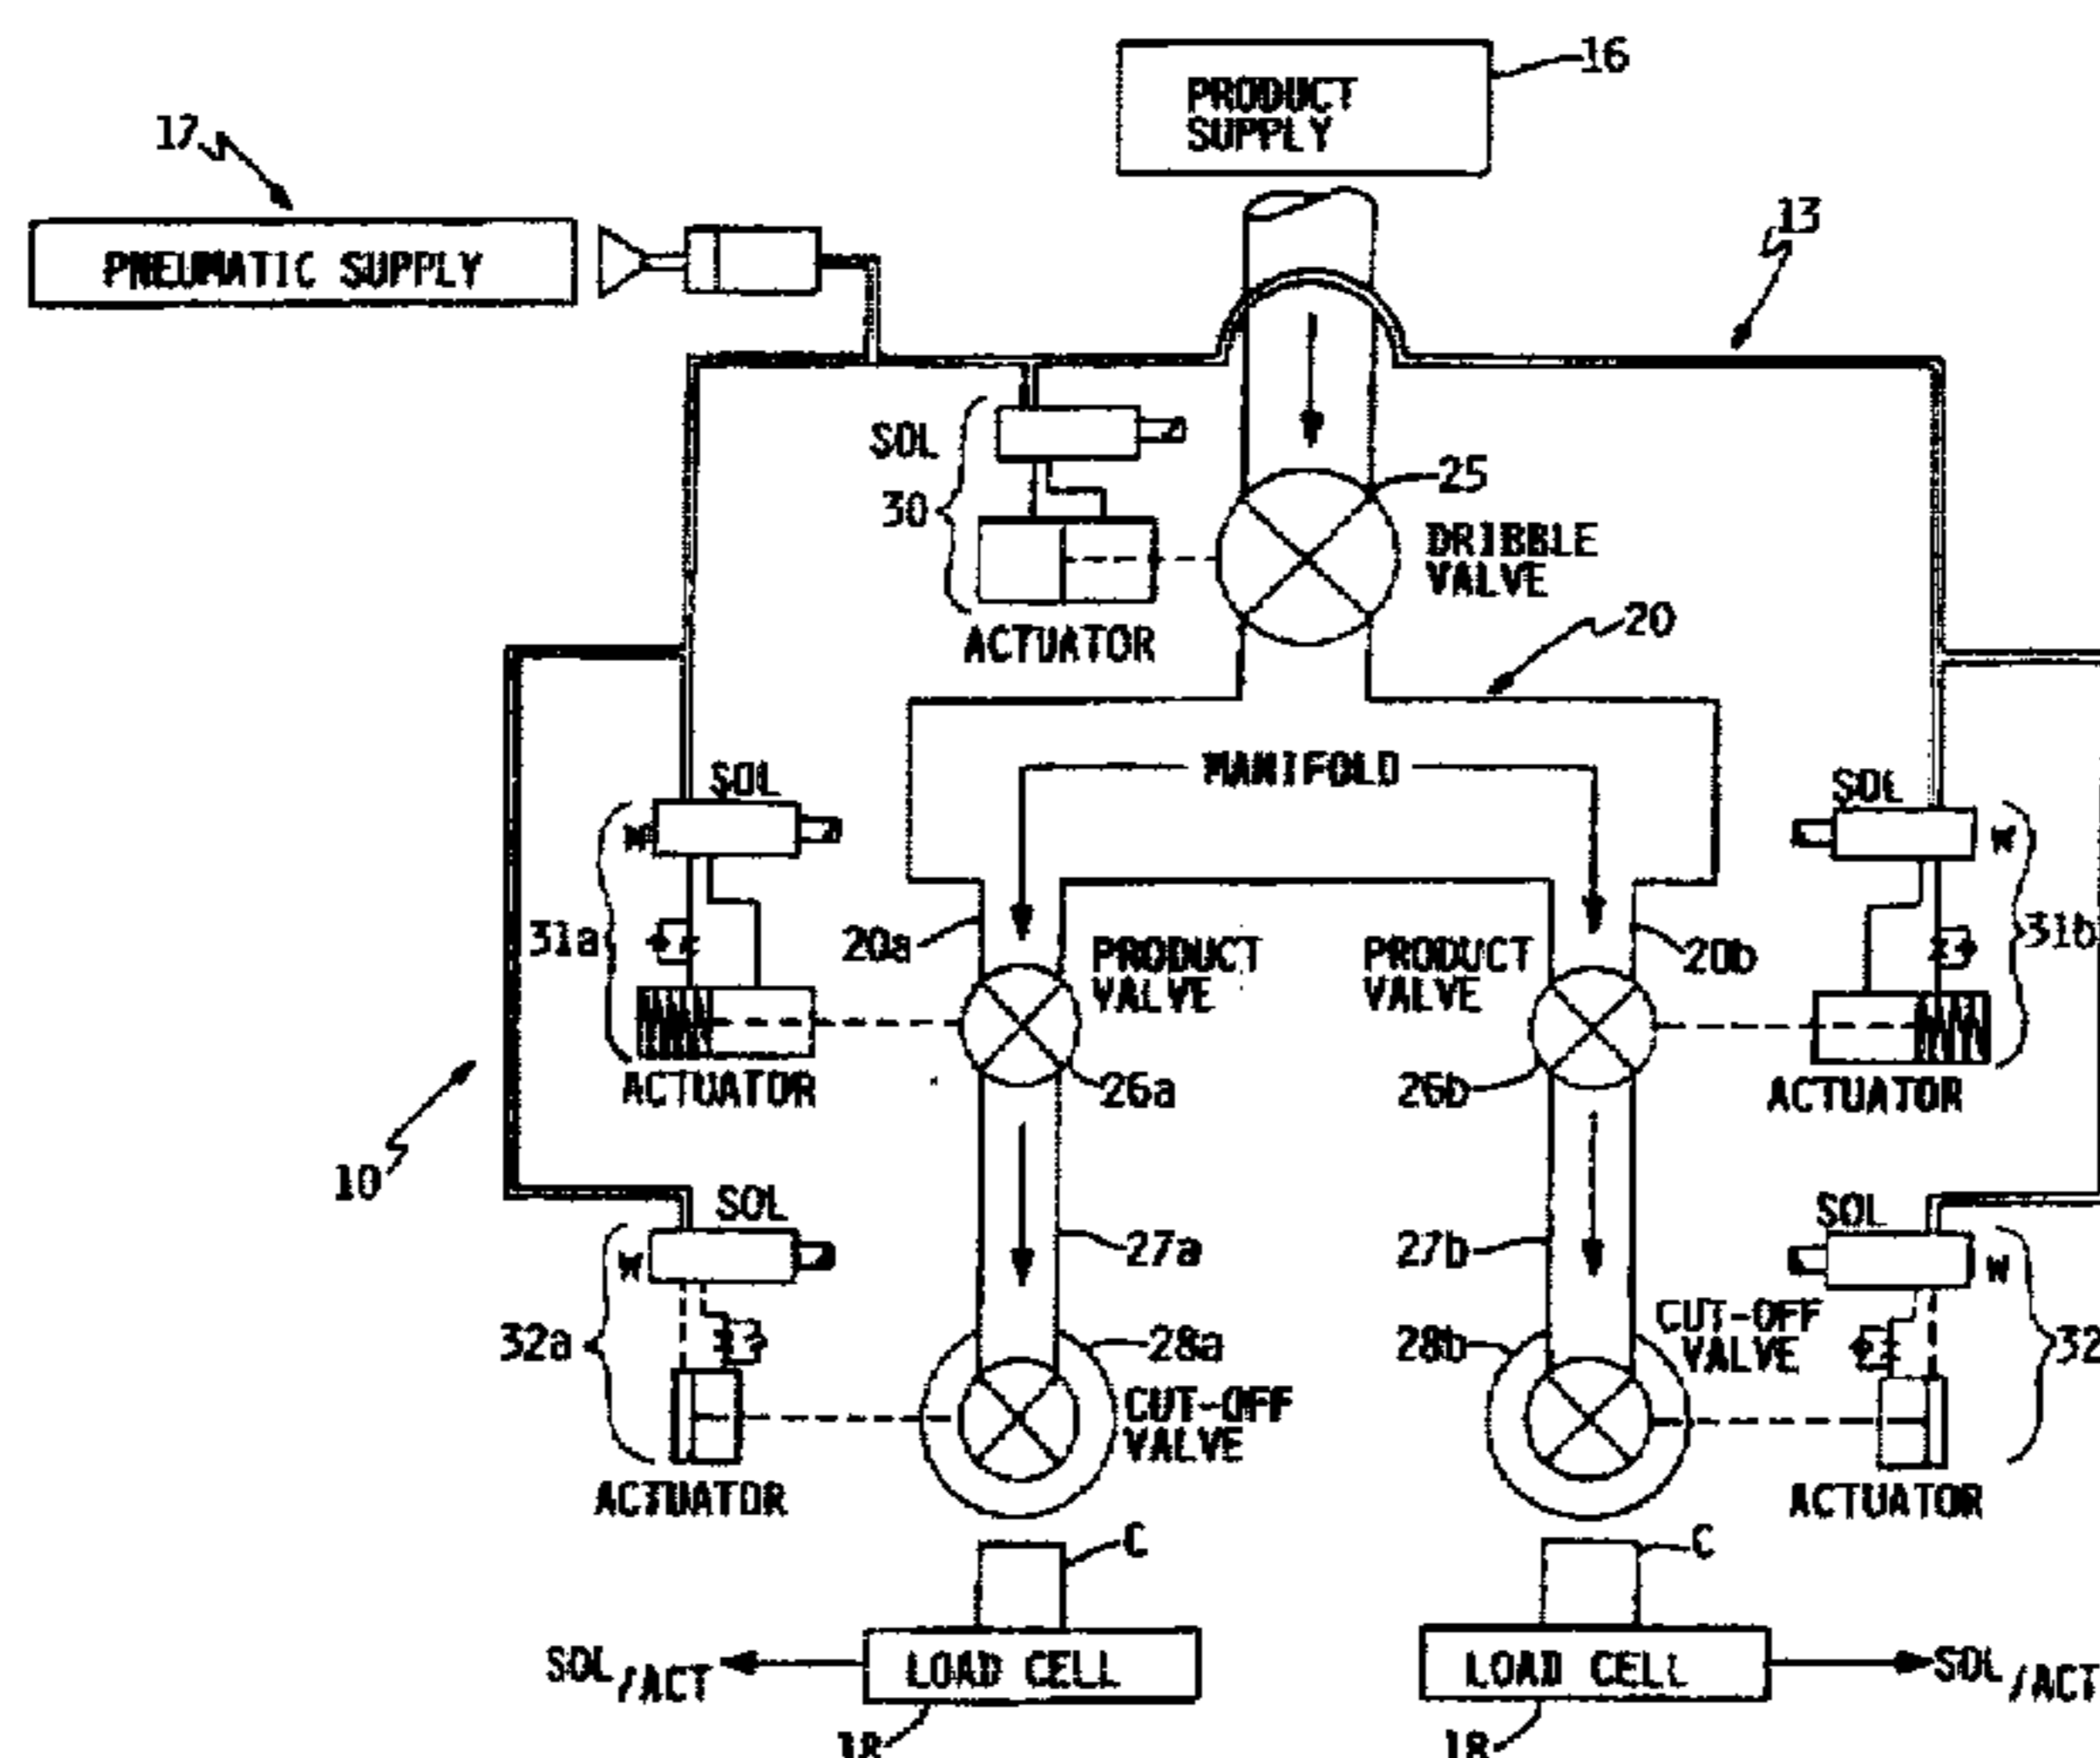 16
PRODUCT
SUPPLY
17
13
PNEUMATIC SUPPLY
SOL
30
25
DRIBBLE
VALVE
ACTUATOR
20
MANIFOLD
SOL
W
31a
20a
PRODUCT
VALVE
PRODUCT
VALVE
20b
SOL
W
31b
ACTUATOR
26a
26b
ACTUATOR
10
SOL
W
27a
27b
SOL
W
32a
28a
CUT-OFF
VALVE
28b
CUT-OFF
VALVE
32
ACTUATOR
ACTUATOR
C
C
SOL/ACT
LOAD CELL
LOAD CELL
SOL/ACT
18
18